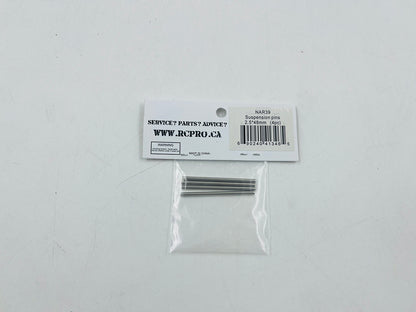 SERVICE? PARTS? ADVICE?
WWW.RCPRO.CA
NAR39
Suspension pins
2.5*48mm (4pc)
WARNING
MADE IN CHINA